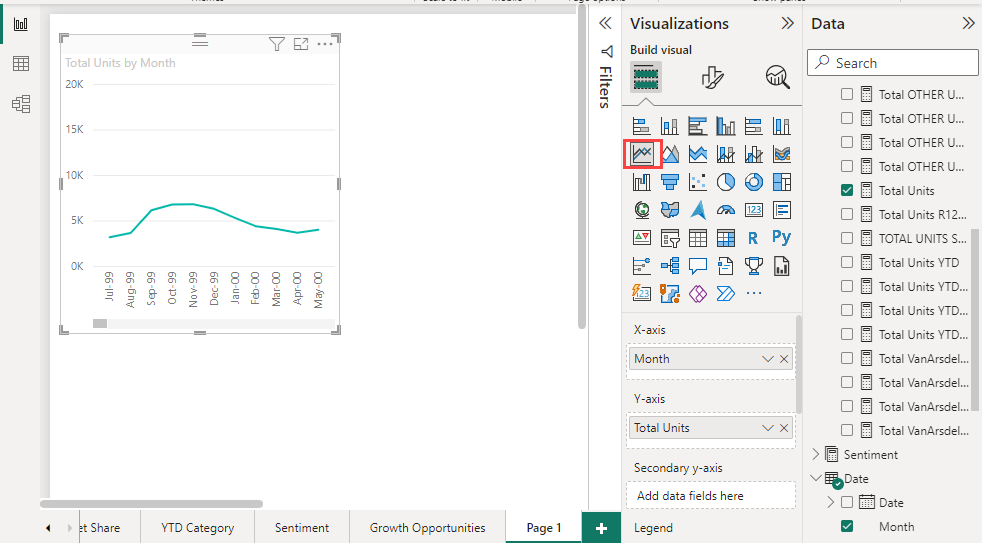 Total Units by Month
20K
15K
10K
5K
0K
Jul-99
Aug-99
Sep-99
Oct-99
Nov-99
Dec-99
Jan-00
Feb-00
Mar-00
Apr-00
May-00
Filters
Visualizations
Build visual
123
R
Py
123
...
X-axis
Month
Y-axis
Total Units
Secondary y-axis
Add data fields here
Legend
Data
Search
Total OTHER U...
Total OTHER U...
Total OTHER U...
Total OTHER U...
Total Units
Total Units R12...
TOTAL UNITS S...
Total Units YTD
Total Units YTD...
Total Units YTD...
Total Units YTD...
Total VanArsdel...
Total VanArsdel...
Total VanArsdel...
Total VanArsdel...
Sentiment
Date
Date
Month
et Share
YTD Category
Sentiment
Growth Opportunities
Page 1
+